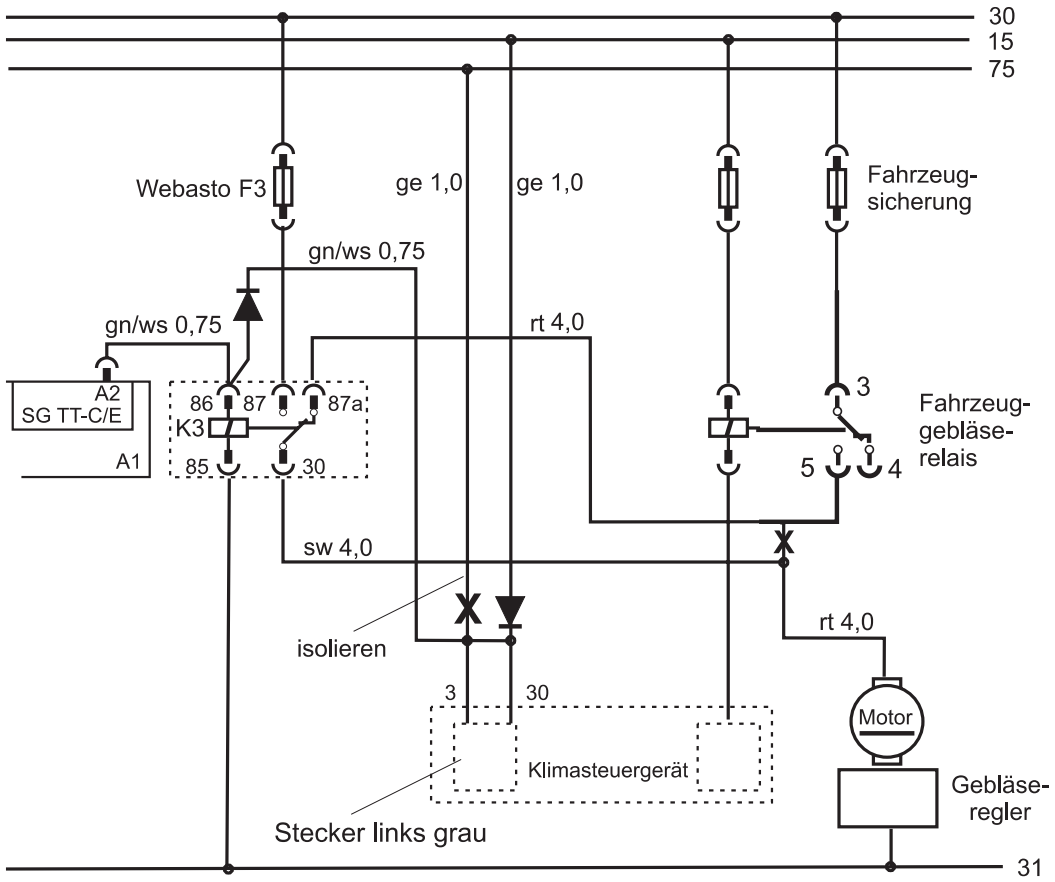 30
15
75
Webasto F3
ge 1,0
ge 1,0
Fahrzeug-
sicherung
gn/ws 0,75
gn/ws 0,75
rt 4,0
A2
SG TT-C/E
A1
86
87
87a
K3
85
30
3
Fahrzeug-
gebläse-
relais
5
4
sw 4,0
X
isolieren
X
rt 4,0
3
30
Motor
Klimasteuergerät
Stecker links grau
Gebläse-
regler
31